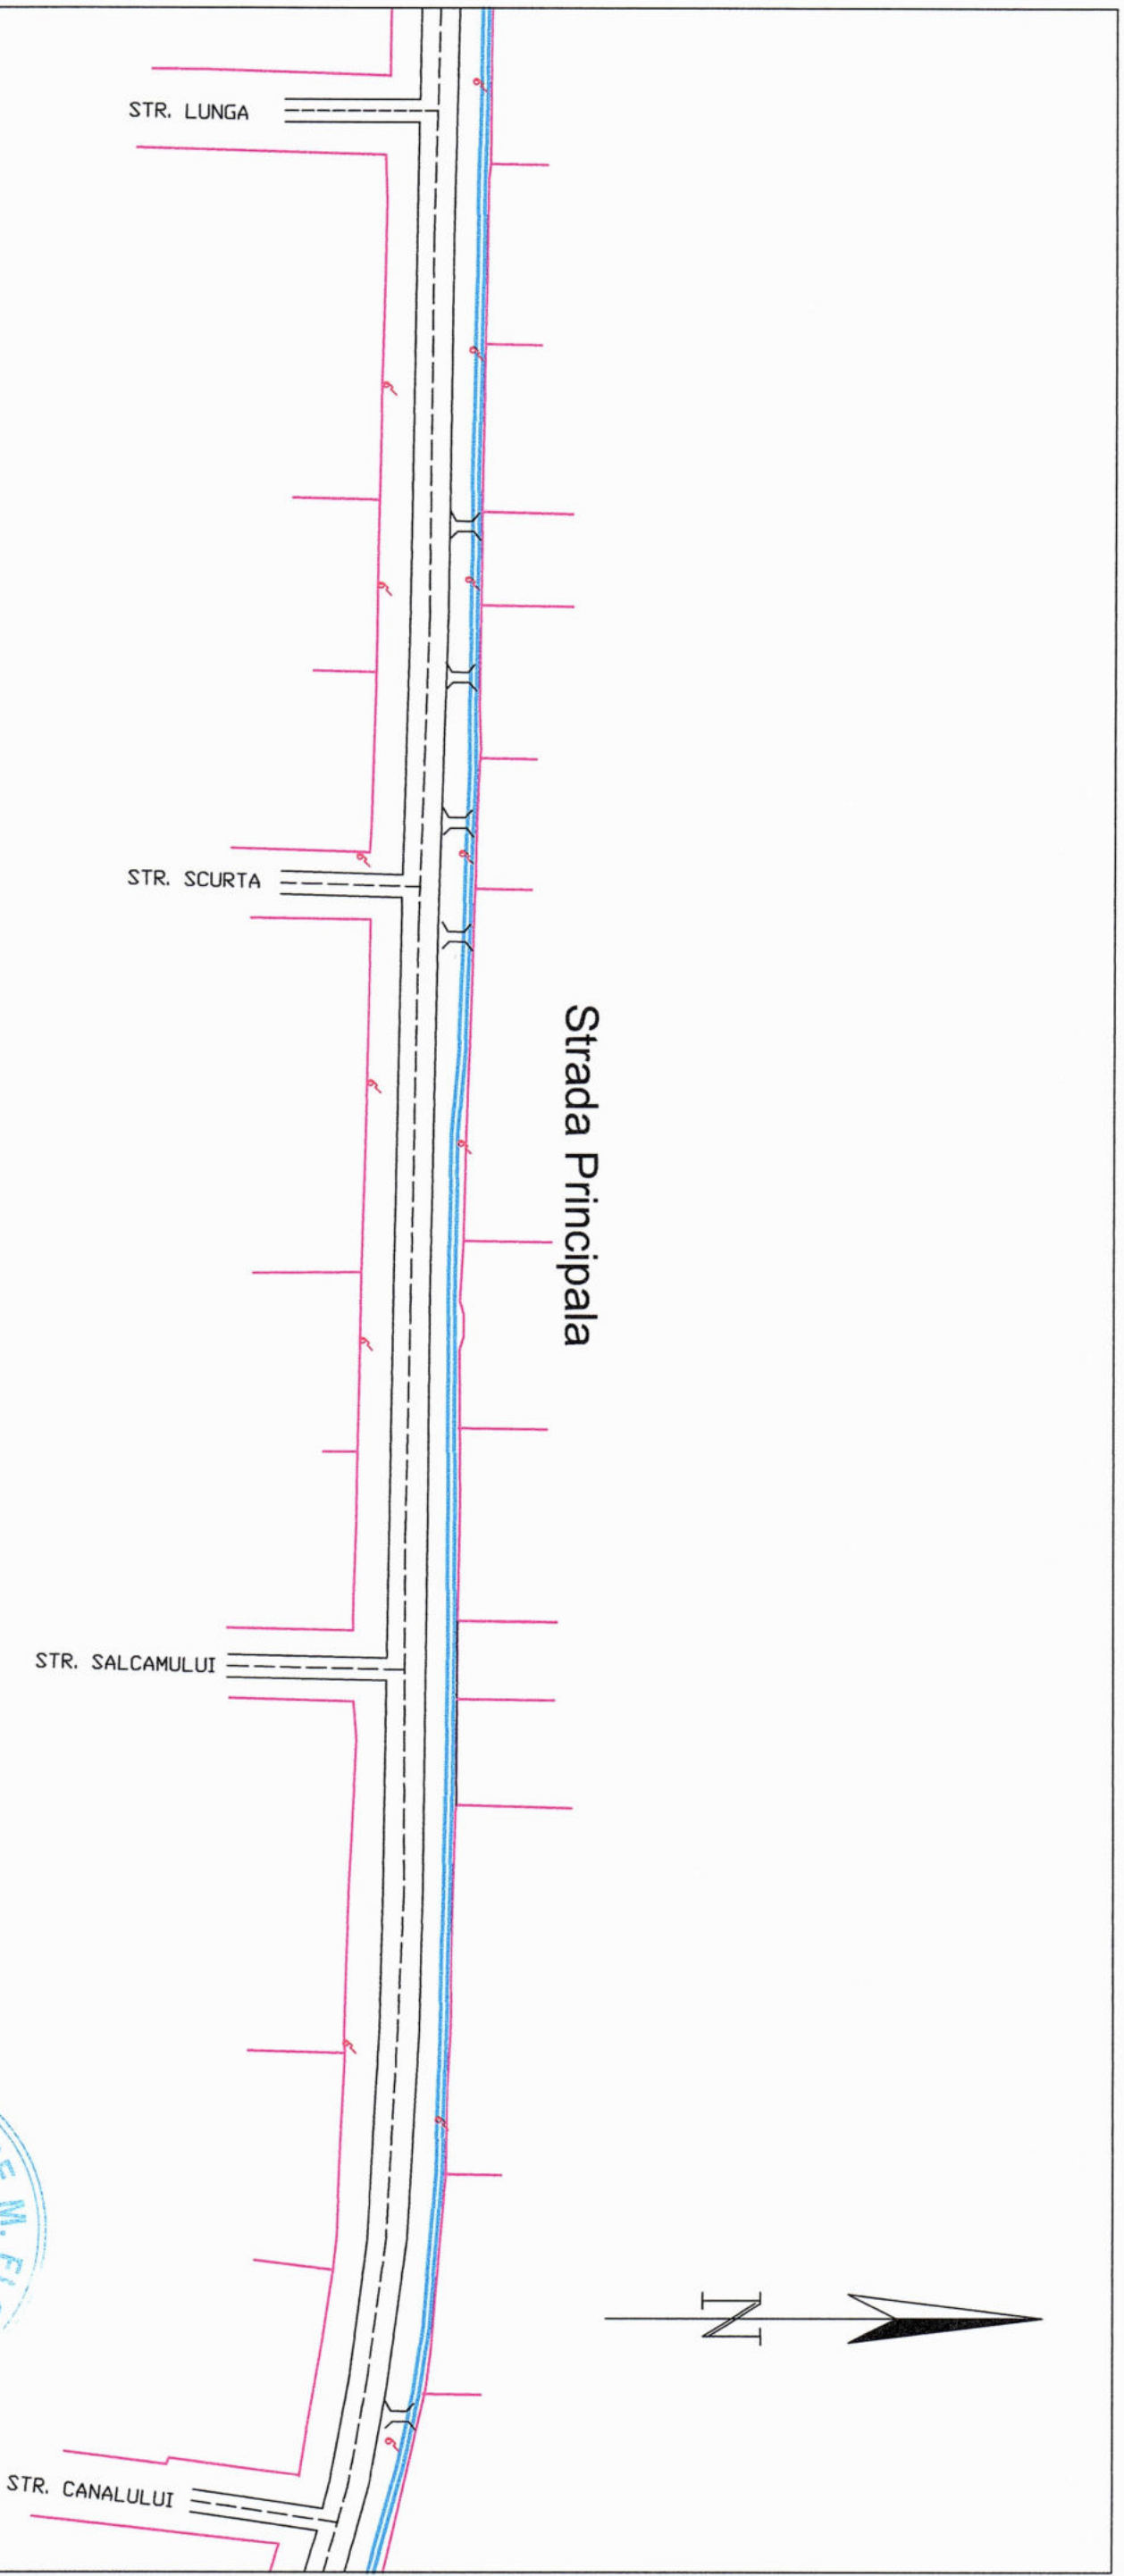 STR. LUNGA
STR. SCURTA
Strada Principala
STR. SALCAMULUI
N
STR. CANALULUI